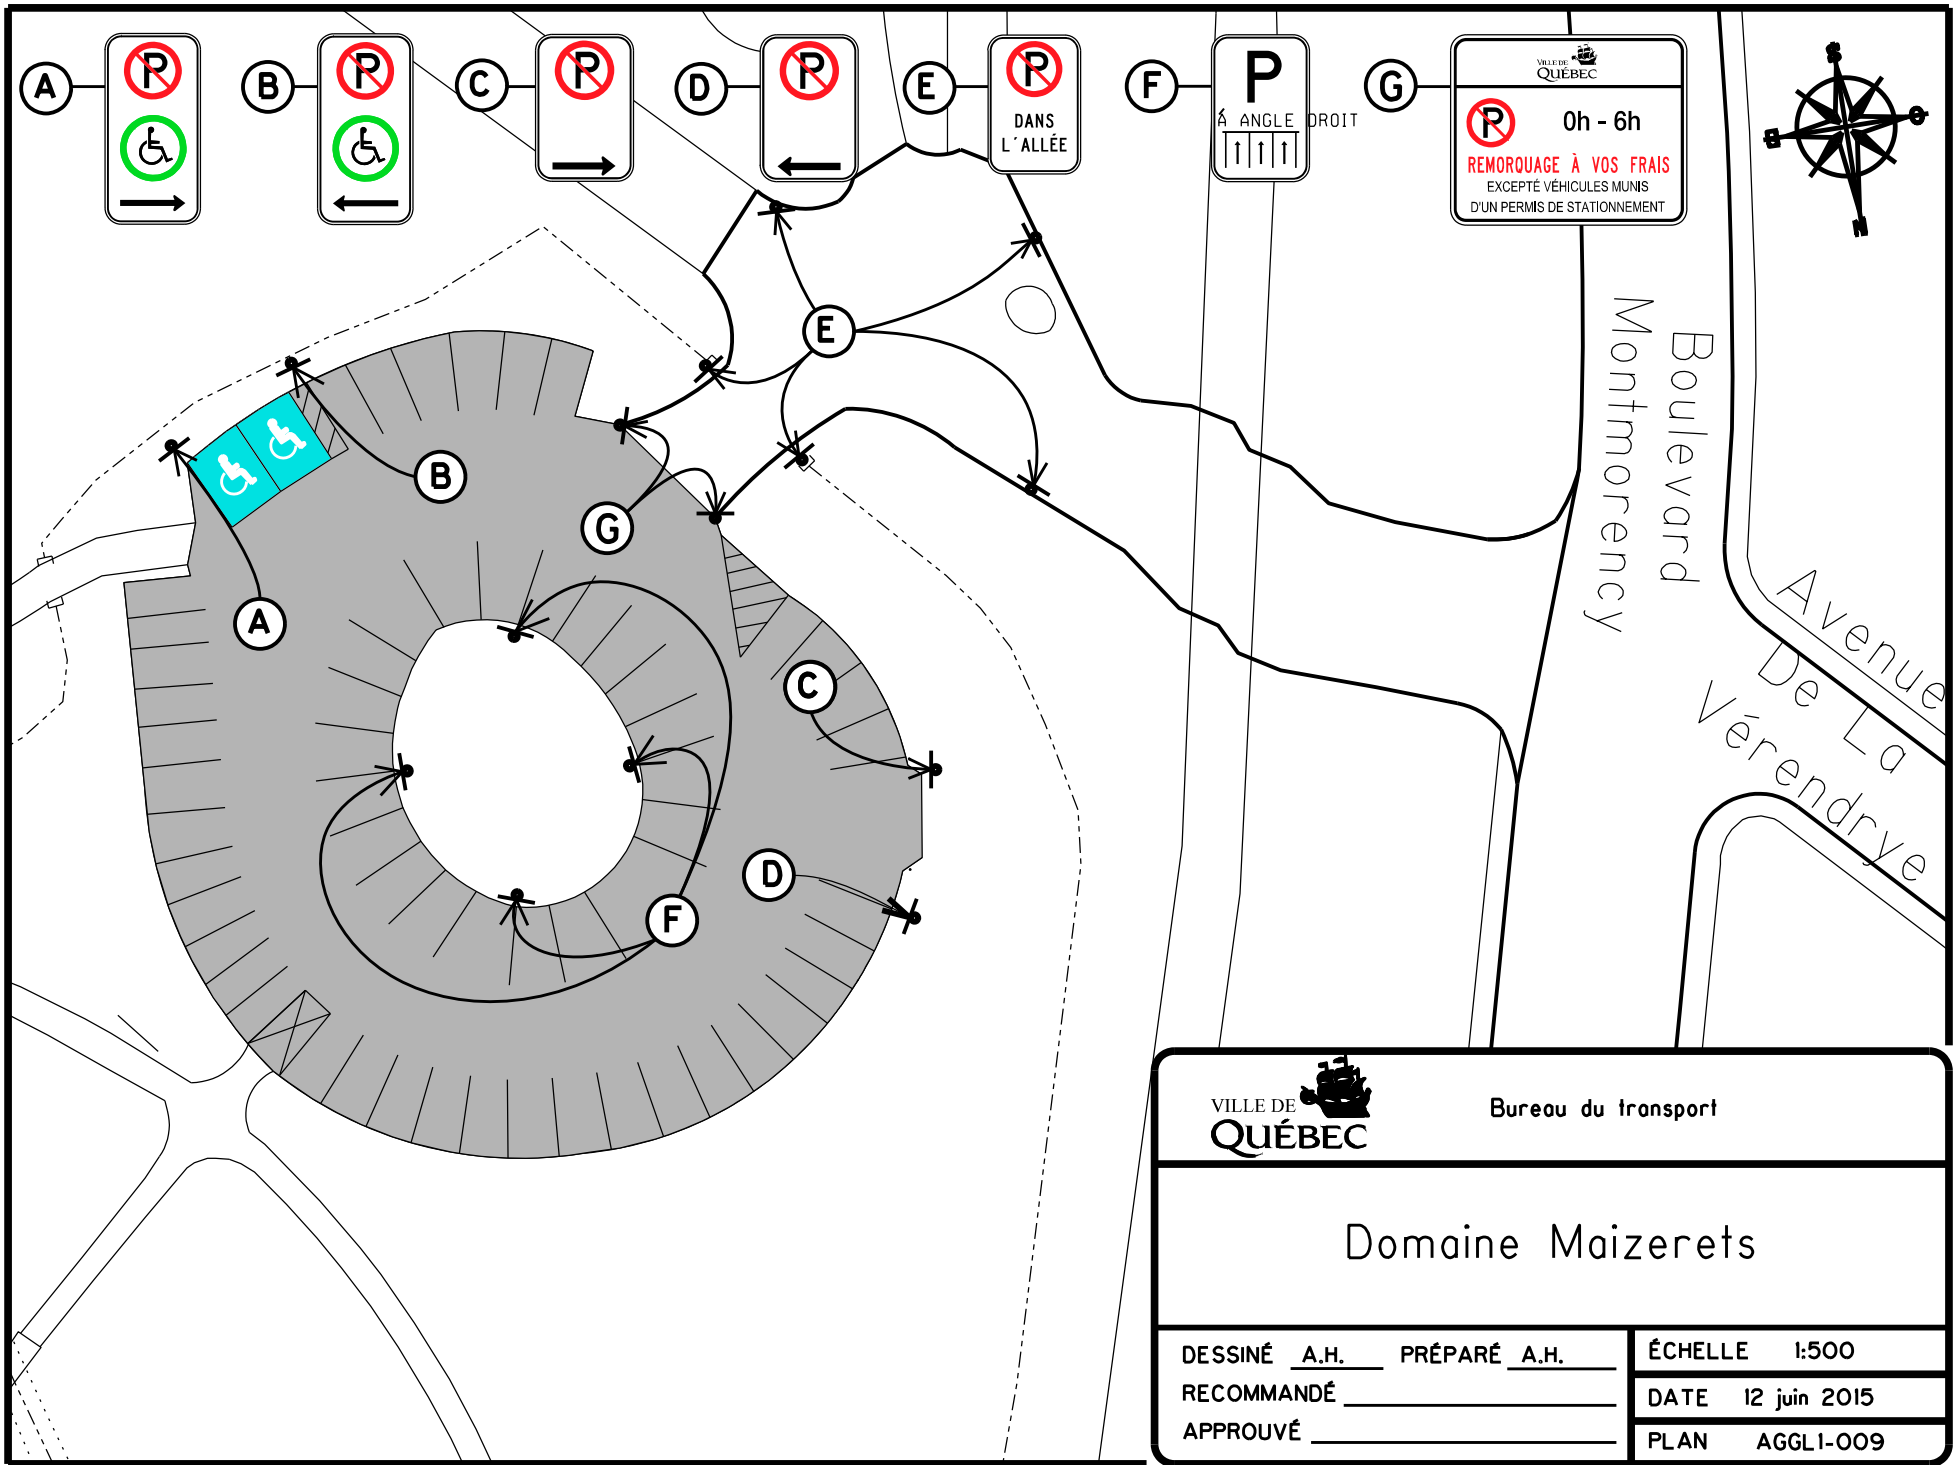 A
P
B
P
C
P
D
P
E
P
DANS
L'ALLÉE
F
P
À ANGLE DROIT
G
VILLE DE
QUÉBEC
P
0h - 6h
REMORQUAGE À VOS FRAIS
EXCEPTÉ VÉHICULES MUNIS
D'UN PERMIS DE STATIONNEMENT
S
O
E
N
E
B
G
A
C
D
F
Boulevard
Montmorency
Avenue
De La
Vérendrye
VILLE DE
QUÉBEC
Bureau du transport
Domaine Maizerets
DESSINÉ A.H. PRÉPARÉ A.H.
RECOMMANDÉ
APPROUVÉ
ÉCHELLE 1:500
DATE 12 juin 2015
PLAN AGGL1-009